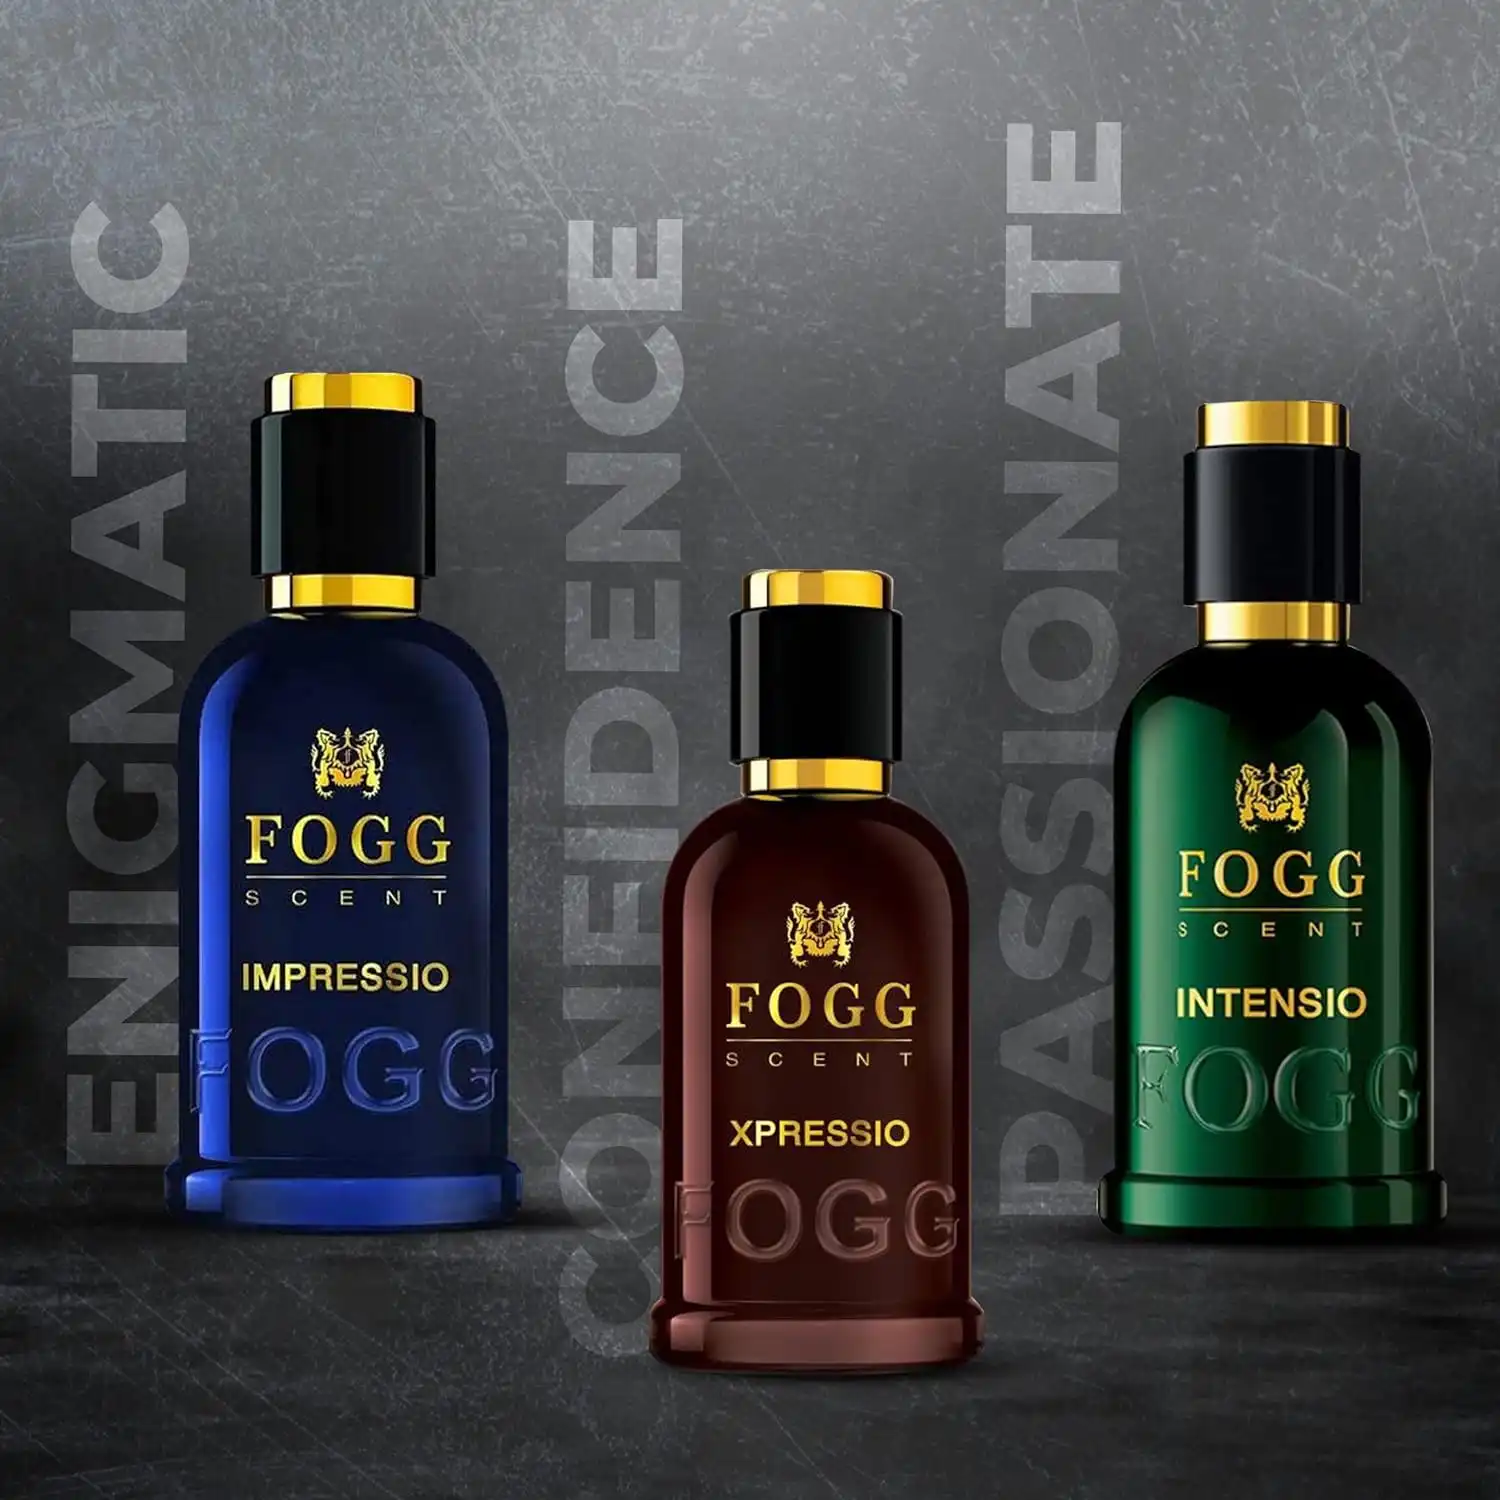 ENIGMATIC
FOGG
SCENT
IMPRESSIO
FOGG
CONFIDENCE
FOGG
SCENT
XPRESSIO
FOGG
PASSIONATE
FOGG
SCENT
INTENSIO
FOGG